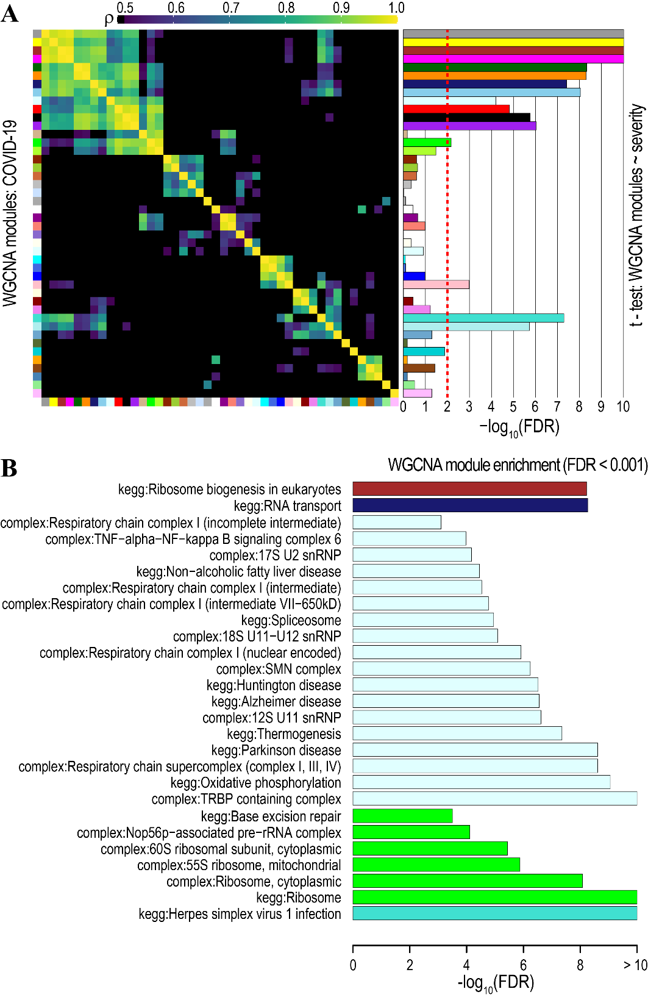 A
ρ
0.5 0.6 0.7 0.8 0.9 1.0
WGCNA modules: COVID-19
t - test: WGCNA modules ~ severity
0 1 2 3 4 5 6 7 8 9 10
−log10(FDR)
B
WGCNA module enrichment (FDR < 0.001)
kegg:Ribosome biogenesis in eukaryotes
kegg:RNA transport
complex:Respiratory chain complex I (incomplete intermediate)
complex:TNF−alpha−NF−kappa B signaling complex 6
complex:17S U2 snRNP
kegg:Non−alcoholic fatty liver disease
complex:Respiratory chain complex I (intermediate)
complex:Respiratory chain complex I (intermediate VII−650kD)
kegg:Spliceosome
complex:18S U11−U12 snRNP
complex:Respiratory chain complex I (nuclear encoded)
complex:SMN complex
kegg:Huntington disease
kegg:Alzheimer disease
complex:12S U11 snRNP
kegg:Thermogenesis
kegg:Parkinson disease
complex:Respiratory chain supercomplex (complex I, III, IV)
kegg:Oxidative phosphorylation
complex:TRBP containing complex
kegg:Base excision repair
complex:Nop56p−associated pre−rRNA complex
complex:60S ribosomal subunit, cytoplasmic
complex:55S ribosome, mitochondrial
complex:Ribosome, cytoplasmic
kegg:Ribosome
kegg:Herpes simplex virus 1 infection
0 2 4 6 8 > 10
-log10(FDR)